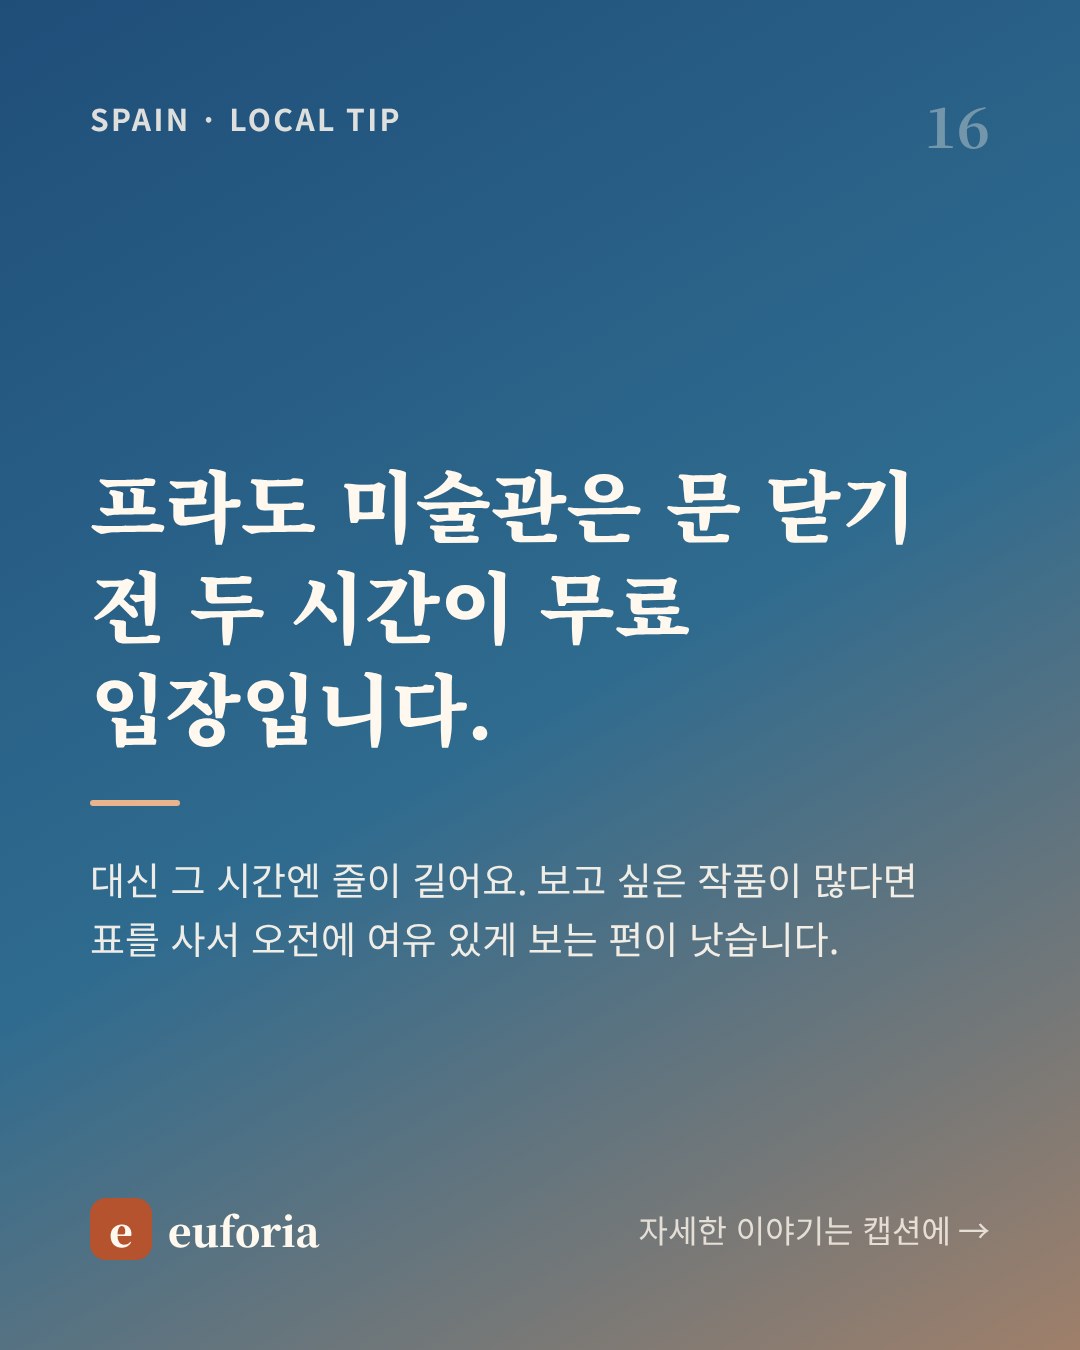 SPAIN · LOCAL TIP
16
프라도 미술관은 문 닫기
전 두 시간이 무료
입장입니다.
대신 그 시간엔 줄이 길어요. 보고 싶은 작품이 많다면
표를 사서 오전에 여유 있게 보는 편이 낫습니다.
e euforia
자세한 이야기는 캡션에 →